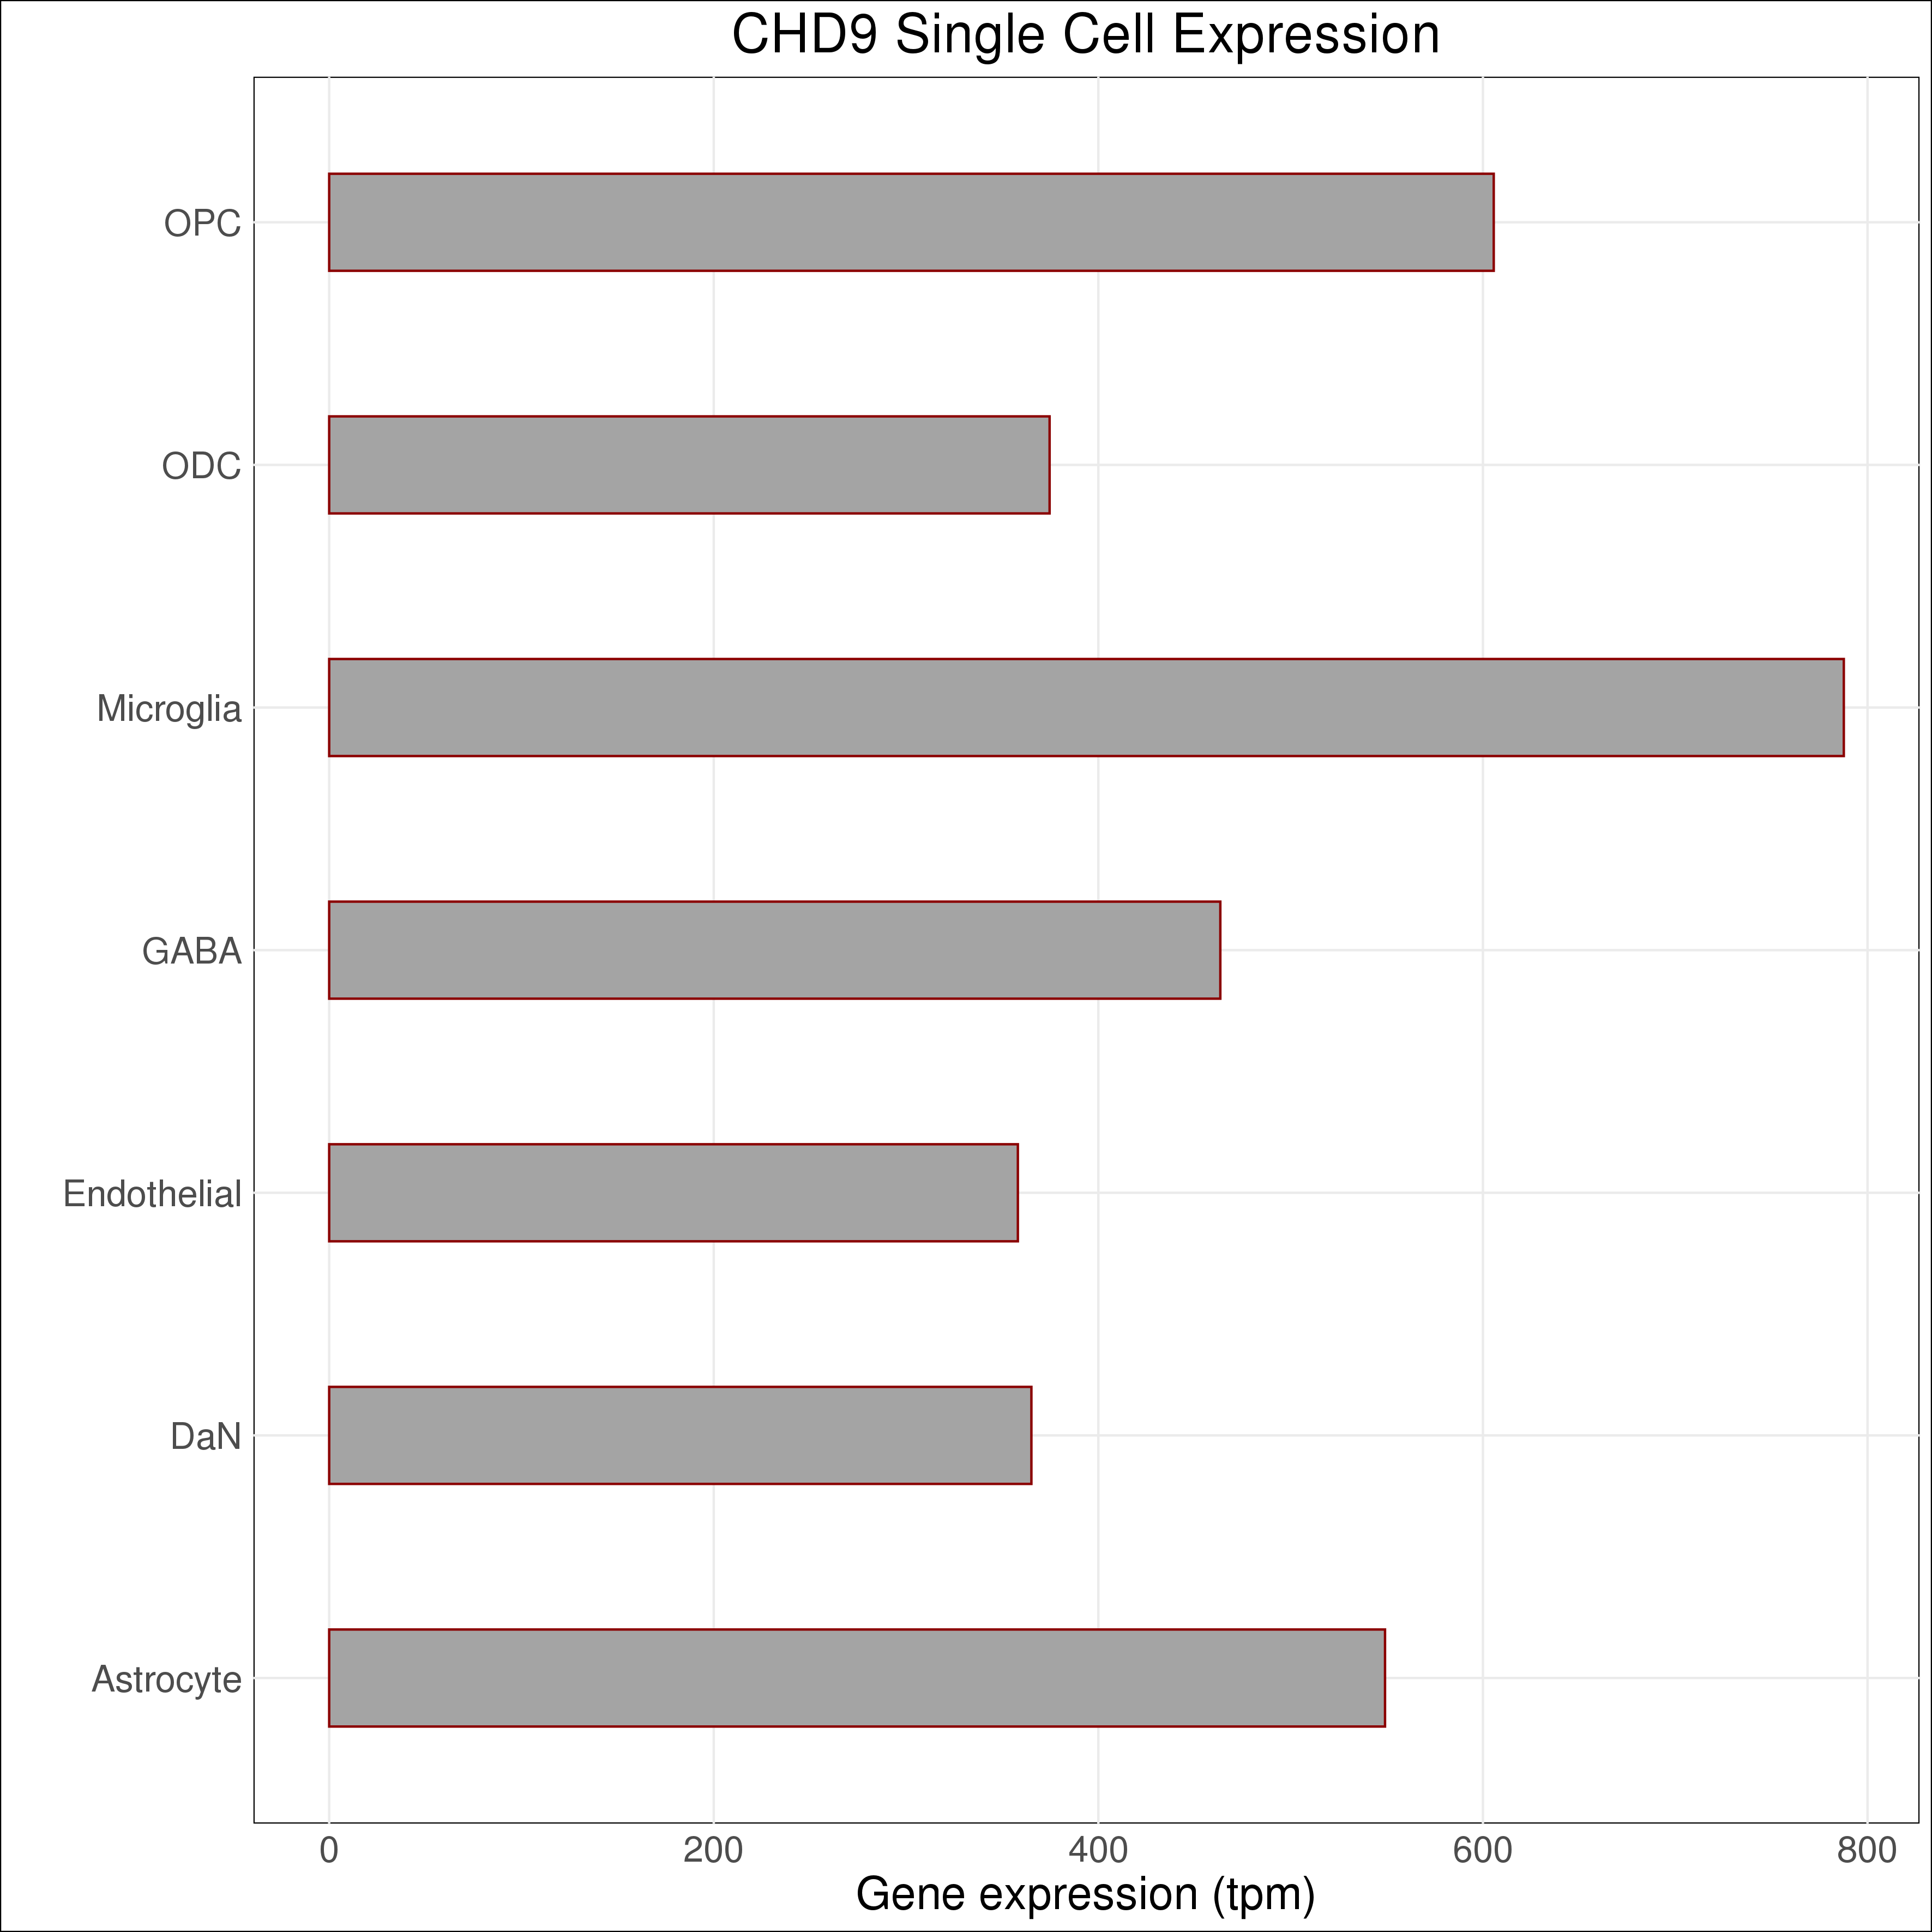 CHD9 Single Cell Expression
OPC
ODC
Microglia
GABA
Endothelial
DaN
Astrocyte
0 200 400 600 800
Gene expression (tpm)